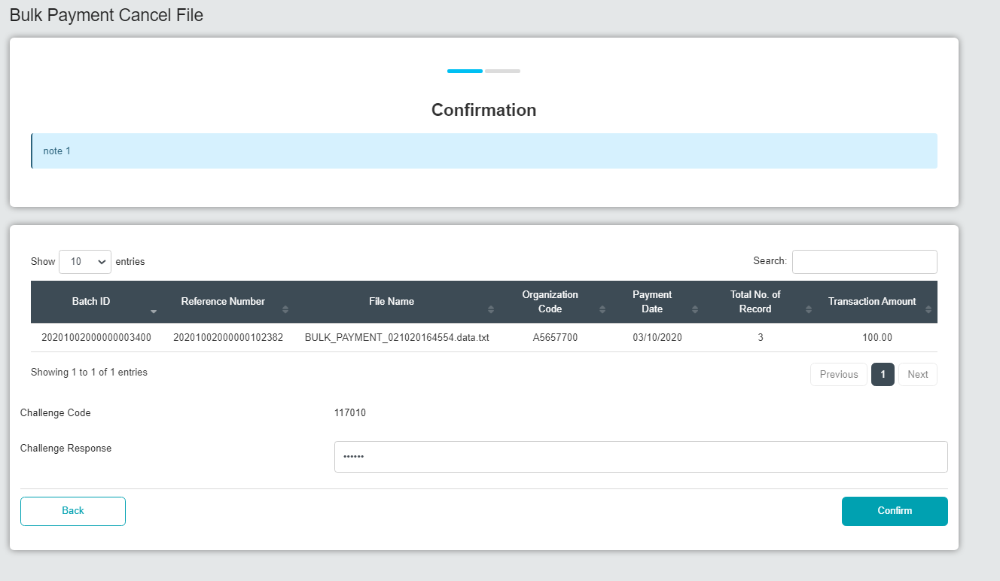 Bulk Payment Cancel File
Confirmation
note 1
Show 10 entries
Search:
Batch ID
Reference Number
File Name
Organization
Code
Payment
Date
Total No. of
Record
Transaction Amount
20201002000000003400 20201002000000102382 BULK_PAYMENT_021020164554.data.txt A5657700 03/10/2020 3 100.00
Showing 1 to 1 of 1 entries
Previous 1 Next
Challenge Code 117010
Challenge Response ••••••
Back Confirm